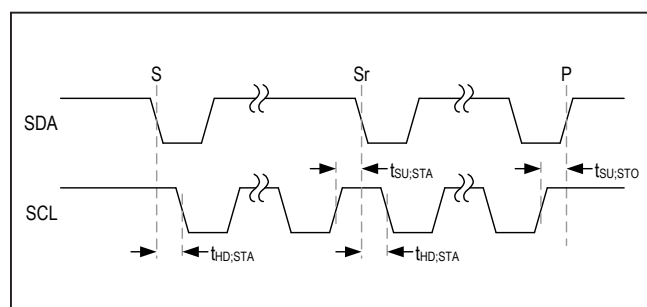 S Sr P
SDA
tSU;STA tSU;STO
SCL
tHD;STA tHD;STA